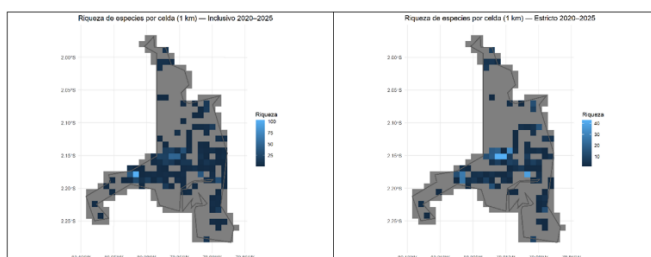 Riqueza de especies por celda (1 km) — Inclusivo 2020–2025
2.00°S
2.05°S
2.10°S
2.15°S
2.20°S
2.25°S
Riqueza
100
75
50
25
Riqueza de especies por celda (1 km) — Estricto 2020–2025
2.00°S
2.05°S
2.10°S
2.15°S
2.20°S
2.25°S
Riqueza
40
30
20
10